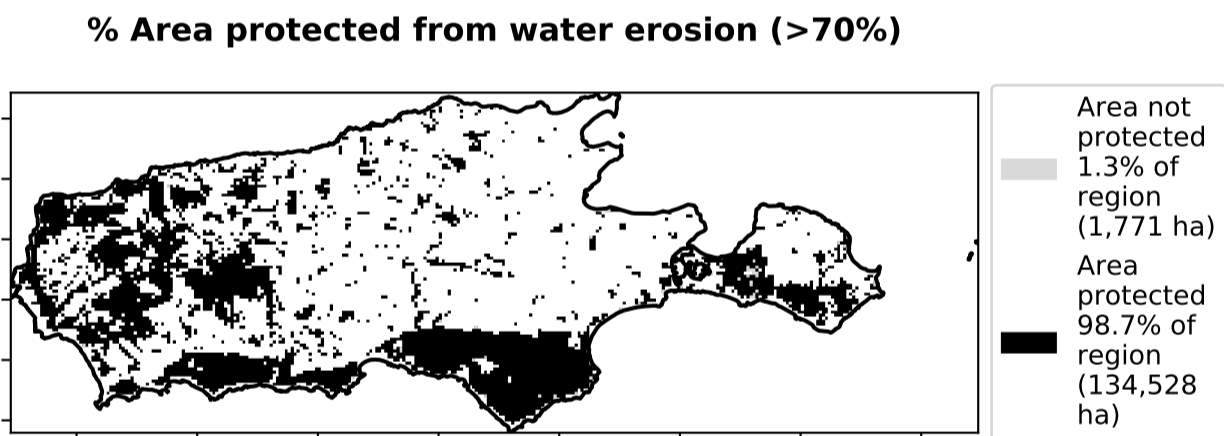 % Area protected from water erosion (>70%)
Area not
protected
1.3% of
region
(1,771 ha)
Area
protected
98.7% of
region
(134,528
ha)